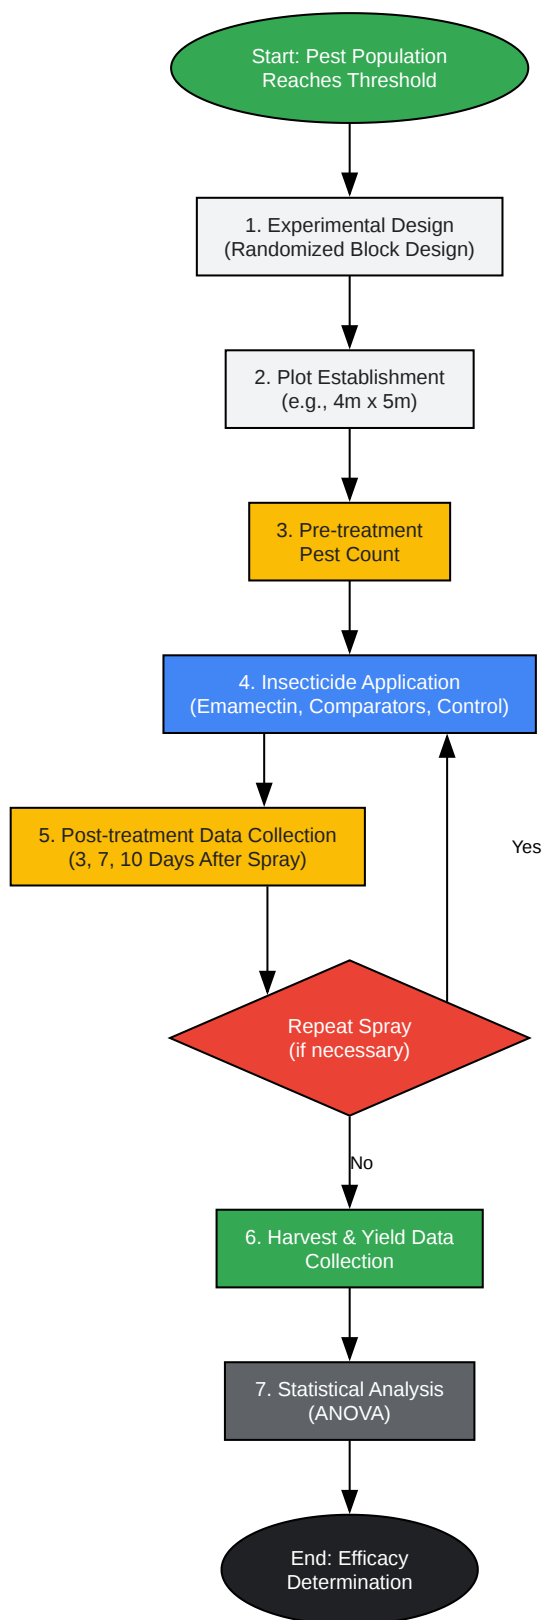 Start: Pest Population
Reaches Threshold
1. Experimental Design
(Randomized Block Design)
2. Plot Establishment
(e.g., 4m x 5m)
3. Pre-treatment
Pest Count
4. Insecticide Application
(Emamectin, Comparators, Control)
5. Post-treatment Data Collection
(3, 7, 10 Days After Spray)
Yes
Repeat Spray
(if necessary)
No
6. Harvest & Yield Data
Collection
7. Statistical Analysis
(ANOVA)
End: Efficacy
Determination